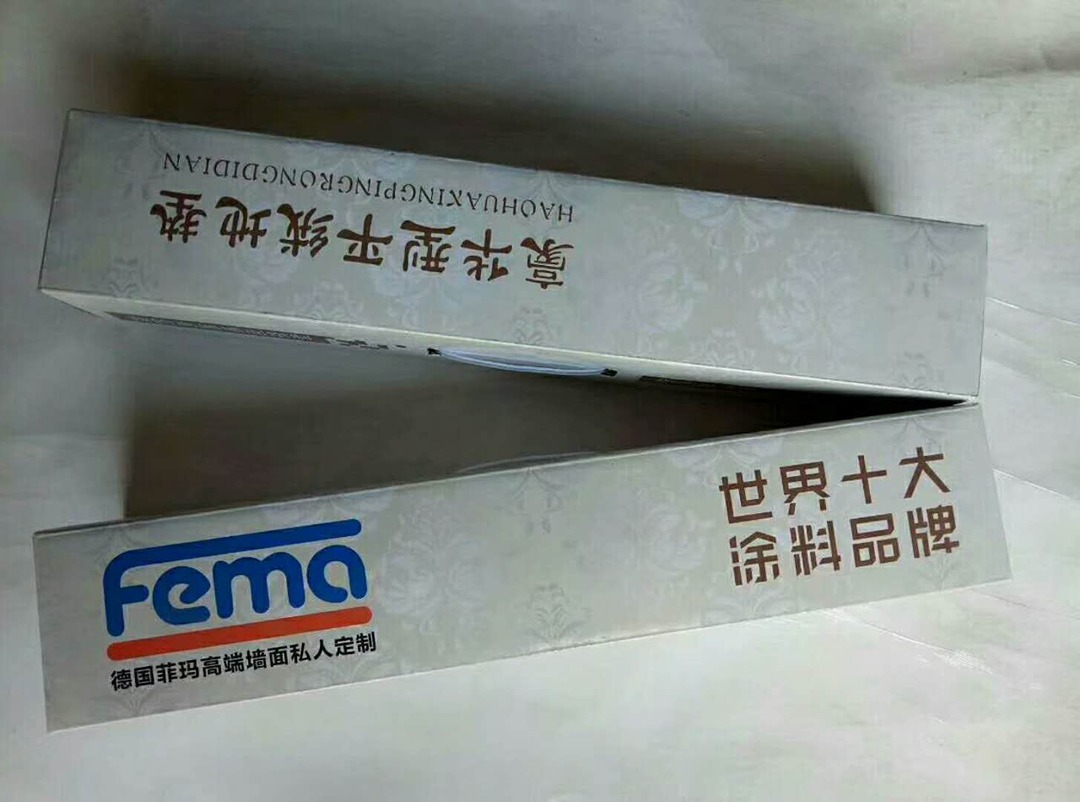 豪华型平绒地垫
HAOHUAXINGPINGRONGDIDIAN
世界十大
涂料品牌
Fema
德国菲玛高端墙面私人定制